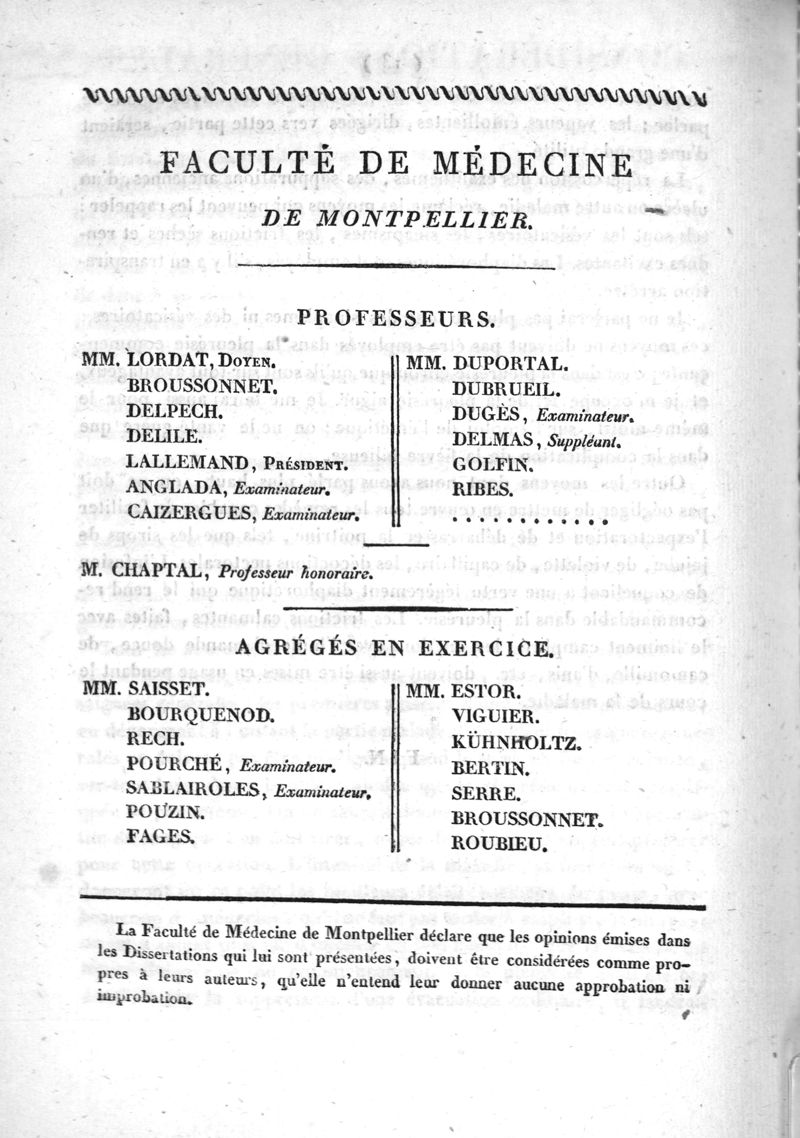 FACULTÉ DE MÉDECINE
DE MONTPELLIER.
PROFESSEURS.
MM. LORDAT, DOYEN.
BROUSSONNET.
DELPECH.
DELILE.
LALLEMAND, PRÉSIDENT.
ANGLADA, Examinateur.
CAIZERGUES, Examinateur.
MM. DUPORTAL.
DUBRUEIL.
DUGÈS, Examinateur.
DELMAS, Suppléant.
GOLFIN.
RIBES.
. . . . . . . . . . . .
M. CHAPTAL, Professeur honoraire.
AGRÉGÉS EN EXERCICE.
MM. SAISSET.
BOURQUENOD.
RECH.
POURCHÉ, Examinateur.
SABLAIROLES, Examinateur.
POUZIN.
FAGES.
MM. ESTOR.
VIGUIER.
KÜHNHOLTZ.
BERTIN.
SERRE.
BROUSSONNET.
ROUBIEU.
La Faculté de Médecine de Montpellier déclare que les opinions émises dans
les Dissertations qui lui sont présentées, doivent être considérées comme pro-
pres à leurs auteurs, qu'elle n'entend leur donner aucune approbation ni
improbation.